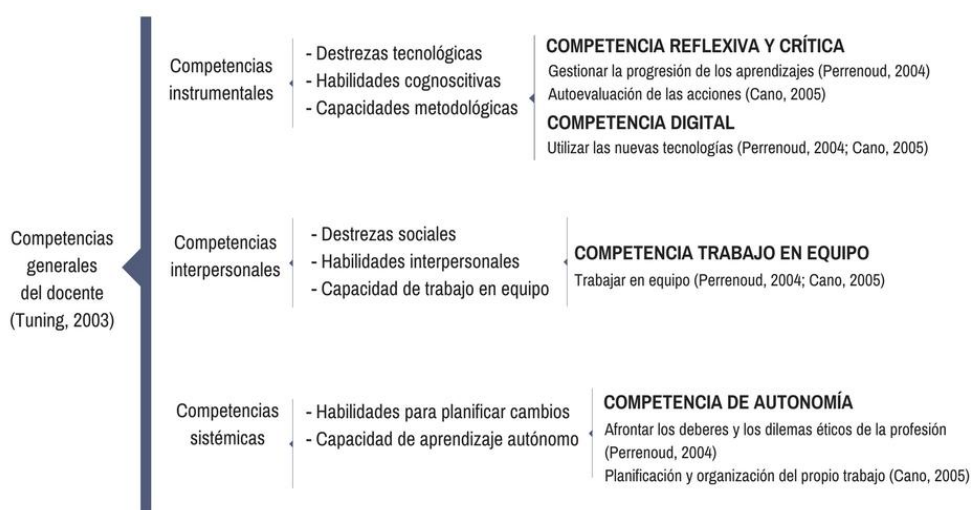 Competencias
generales
del docente
(Tuning, 2003)
Competencias
instrumentales
- Destrezas tecnológicas
- Habilidades cognoscitivas
- Capacidades metodológicas
COMPETENCIA REFLEXIVA Y CRÍTICA
Gestionar la progresión de los aprendizajes (Perrenoud, 2004)
Autoevaluación de las acciones (Cano, 2005)
COMPETENCIA DIGITAL
Utilizar las nuevas tecnologías (Perrenoud, 2004; Cano, 2005)
Competencias
interpersonales
- Destrezas sociales
- Habilidades interpersonales
- Capacidad de trabajo en equipo
COMPETENCIA TRABAJO EN EQUIPO
Trabajar en equipo (Perrenoud, 2004; Cano, 2005)
Competencias
sistémicas
- Habilidades para planificar cambios
- Capacidad de aprendizaje autónomo
COMPETENCIA DE AUTONOMÍA
Afrontar los deberes y los dilemas éticos de la profesión
(Perrenoud, 2004)
Planificación y organización del propio trabajo (Cano, 2005)